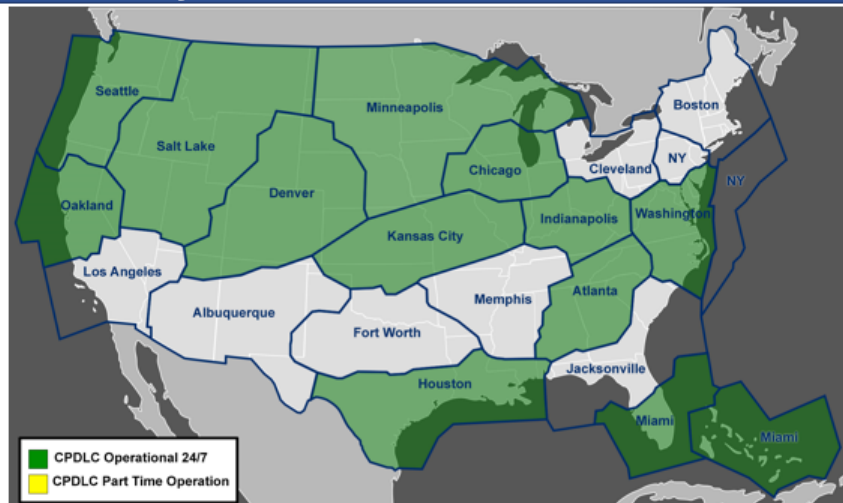 Seattle
Minneapolis
Boston
Salt Lake
Chicago
Cleveland
NY
NY
Denver
Oakland
Indianapolis
Washington
Kansas City
Los Angeles
Atlanta
Memphis
Albuquerque
Fort Worth
Jacksonville
Houston
Miami
Miami
CPDLC Operational 24/7
CPDLC Part Time Operation